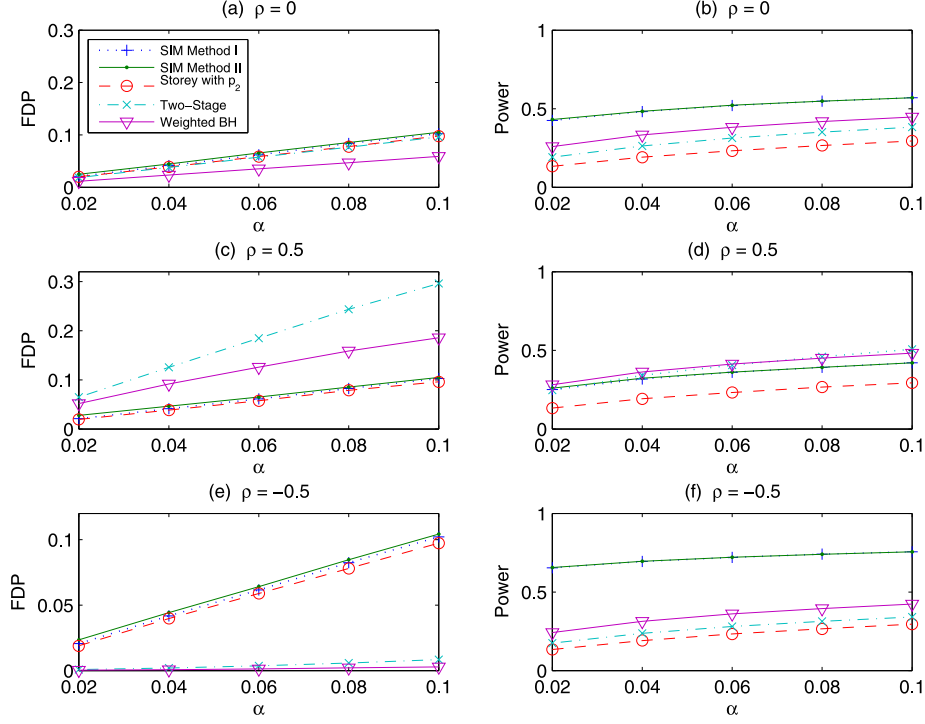 (a) ρ = 0
0.3
0.2
0.1
0
FDP
SIM Method I
SIM Method II
Storey with p2
Two−Stage
Weighted BH
0.02 0.04 0.06 0.08 0.1
α
(b) ρ = 0
1
0.5
0
Power
0.02 0.04 0.06 0.08 0.1
α
(c) ρ = 0.5
0.3
0.2
0.1
0
FDP
0.02 0.04 0.06 0.08 0.1
α
(d) ρ = 0.5
1
0.5
0
Power
0.02 0.04 0.06 0.08 0.1
α
(e) ρ = −0.5
0.1
0.05
0
FDP
0.02 0.04 0.06 0.08 0.1
α
(f) ρ = −0.5
1
0.5
0
Power
0.02 0.04 0.06 0.08 0.1
α